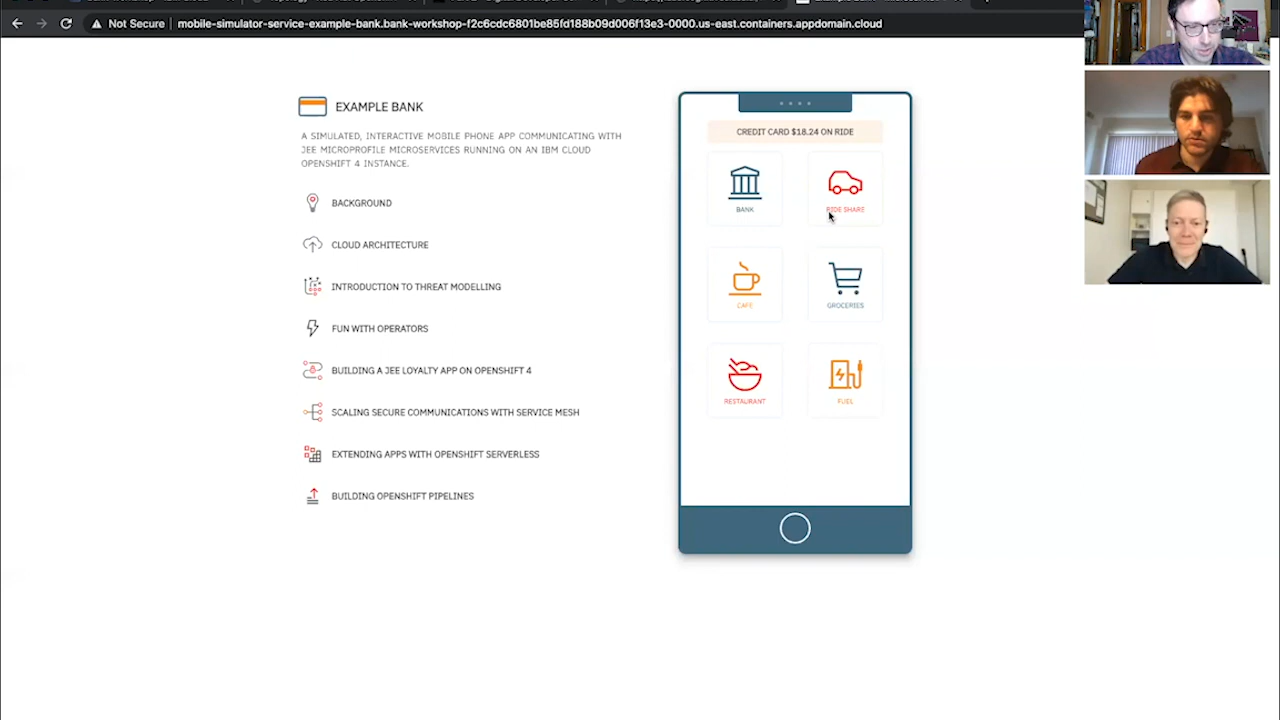 Not Secure
mobile-simulator-service-example-bank.bank-workshop-f2c6cdc6801be85fd188b09d006f13e3-0000.us-east.containers.appdomain.cloud
EXAMPLE BANK
A SIMULATED, INTERACTIVE MOBILE PHONE APP COMMUNICATING WITH
JEE MICROPROFILE MICROSERVICES RUNNING ON AN IBM CLOUD
OPENSHIFT 4 INSTANCE.
BACKGROUND
CLOUD ARCHITECTURE
INTRODUCTION TO THREAT MODELLING
FUN WITH OPERATORS
BUILDING A JEE LOYALTY APP ON OPENSHIFT 4
SCALING SECURE COMMUNICATIONS WITH SERVICE MESH
EXTENDING APPS WITH OPENSHIFT SERVERLESS
BUILDING OPENSHIFT PIPELINES
CREDIT CARD $18.24 ON RIDE
BANK
RIDE SHARE
CAFE
GROCERIES
RESTAURANT
FUEL